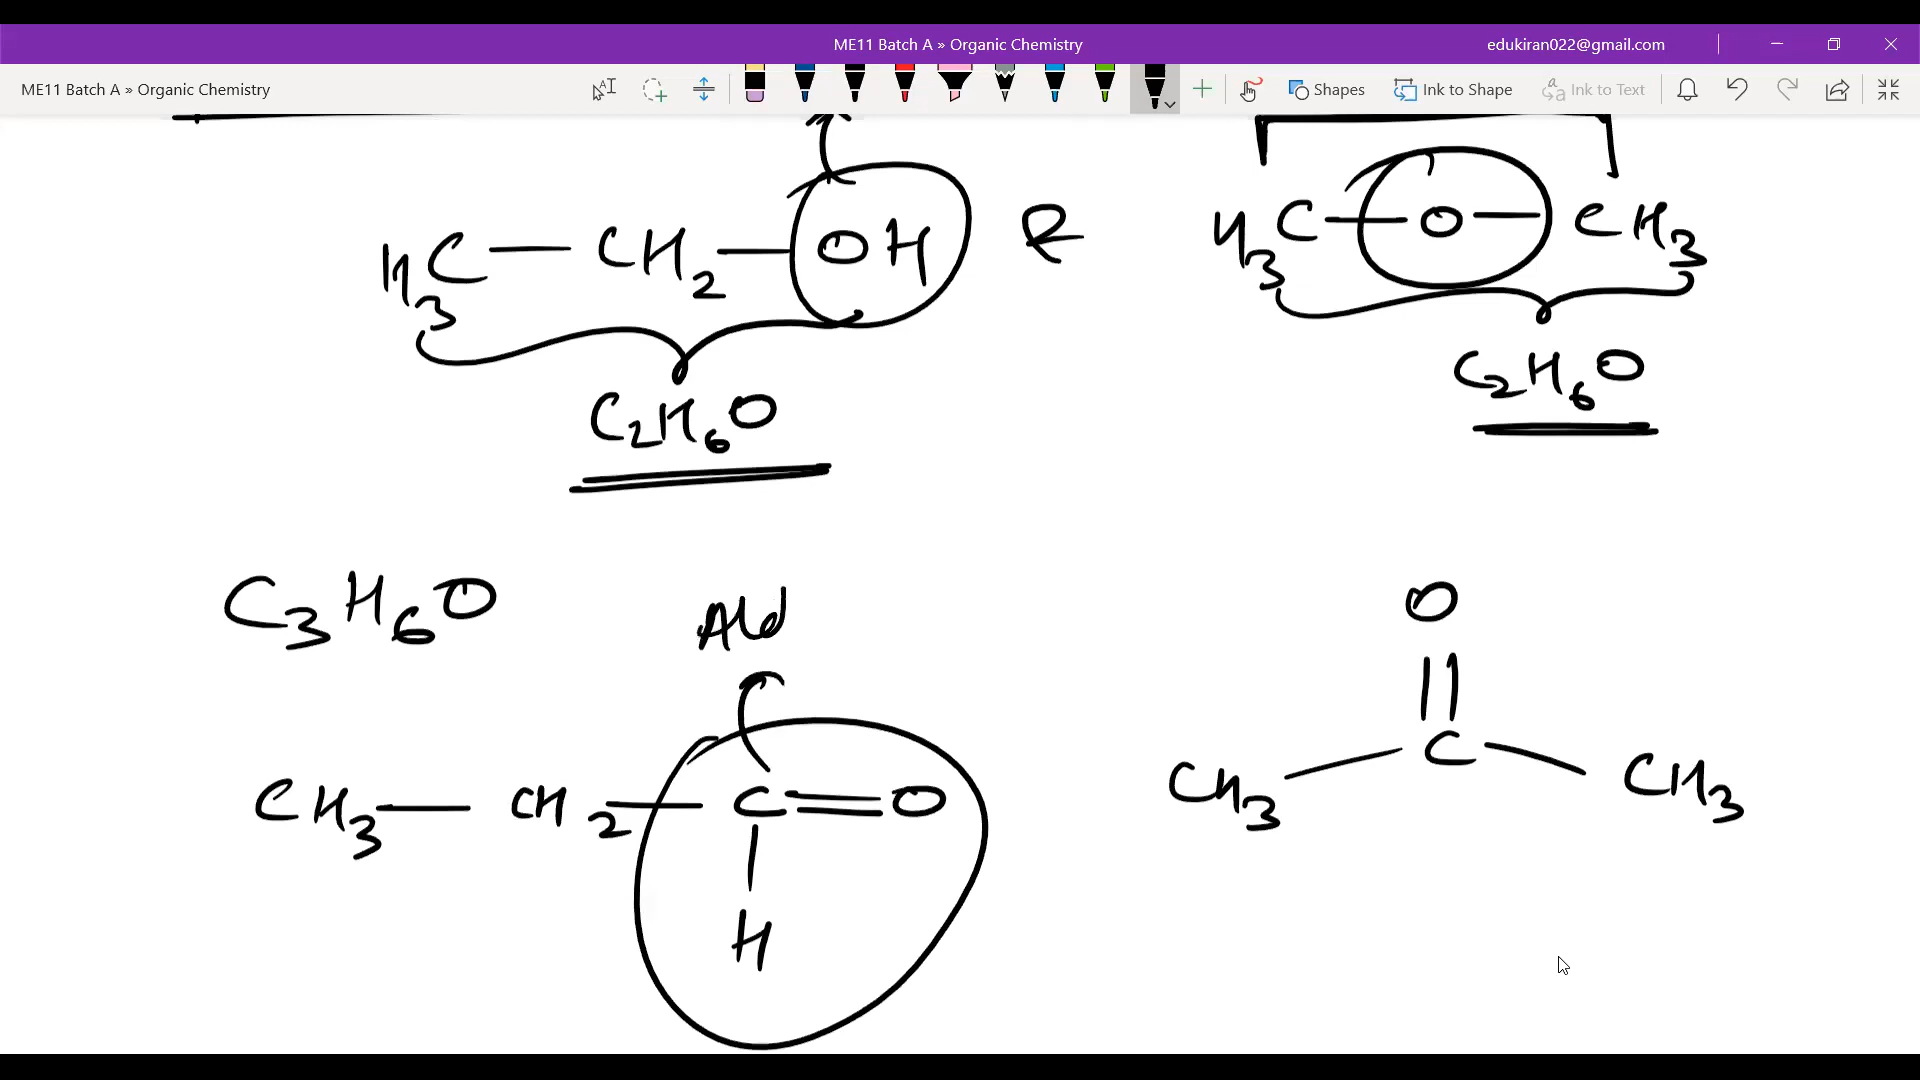 ME11 Batch A » Organic Chemistry
edukiran022@gmail.com
ME11 Batch A » Organic Chemistry
Shapes
Ink to Shape
Ink to Text
H3C — CH2 — OH
R
H3C — O — CH3
C2H6O
C2H6O
C3H6O
Ald
O
||
CH3 — C — CH3
CH3 — CH2 — C = O
|
H